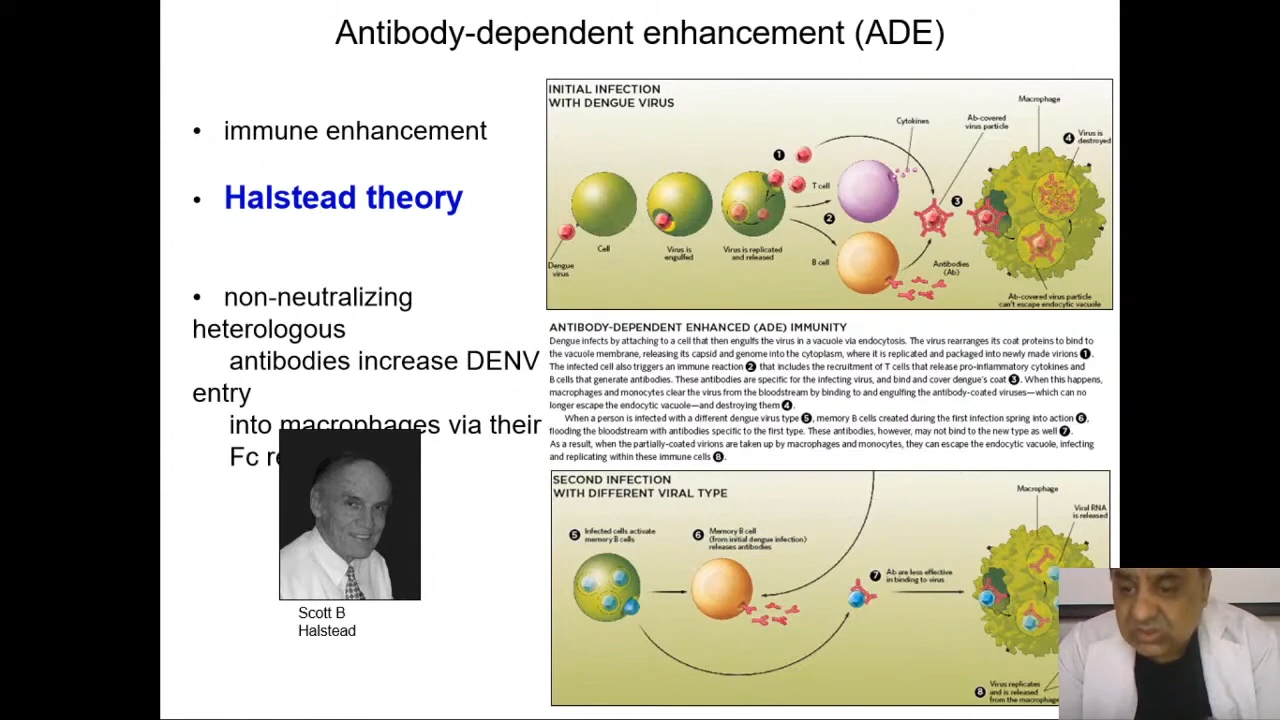 Antibody-dependent enhancement (ADE)
• immune enhancement
• Halstead theory
• non-neutralizing
heterologous
antibodies increase DENV
entry
into macrophages via their
Fc
Scott B
Halstead
INITIAL INFECTION
WITH DENGUE VIRUS
Macrophage
Cytokines
Ab-covered
virus particle
4 Virus is
destroyed
1
T cell
3
2
Cell
Virus is
engulfed
Virus is replicated
and released
B cell
Dengue
virus
Antibodies
(Ab)
Ab-covered virus particle
can't escape endocytic vacuole
ANTIBODY-DEPENDENT ENHANCED (ADE) IMMUNITY
Dengue infects by attaching to a cell that then engulfs the virus in a vacuole via endocytosis. The virus rearranges its coat proteins to bind to
the vacuole membrane, releasing its capsid and genome into the cytoplasm, where it is replicated and packaged into newly made virions 1.
The infected cell also triggers an immune reaction 2 that includes the recruitment of T cells that release pro-inflammatory cytokines and
B cells that generate antibodies. These antibodies are specific for the infecting virus, and bind and cover dengue's coat 3. When this happens,
macrophages and monocytes clear the virus from the bloodstream by binding to and engulfing the antibody-coated viruses—which can no
longer escape the endocytic vacuole—and destroying them 4.
When a person is infected with a different dengue virus type 5, memory B cells created during the first infection spring into action 6,
flooding the bloodstream with antibodies specific to the first type. These antibodies, however, may not bind to the new type as well 7.
As a result, when the partially-coated virions are taken up by macrophages and monocytes, they can escape the endocytic vacuole, infecting
and replicating within these immune cells 8.
SECOND INFECTION
WITH DIFFERENT VIRAL TYPE
Macrophage
Viral RNA
is released
5 Infected cells activate
memory B cells
6 Memory B cell
(from initial dengue infection)
releases antibodies
7 Ab are less effective
in binding to virus
8 Virus replicates
and is released
from the macrophage